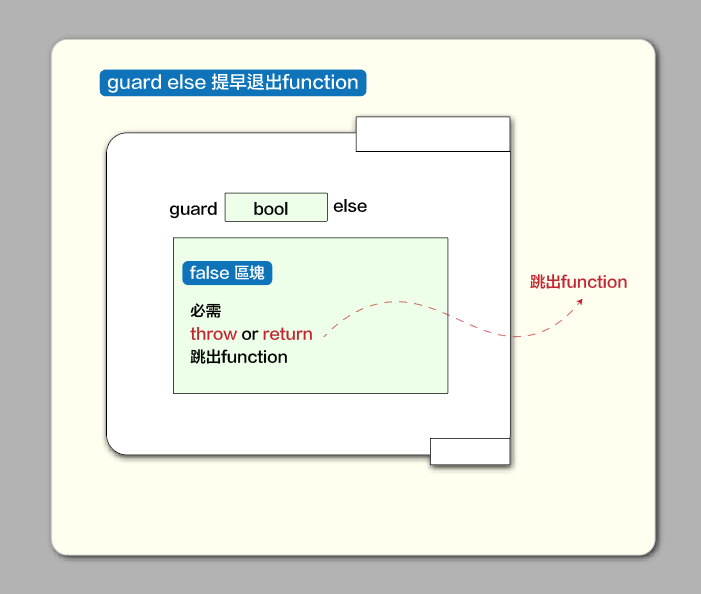 guard else 提早退出function
guard bool else
false 區塊
必需
throw or return
跳出function
跳出function